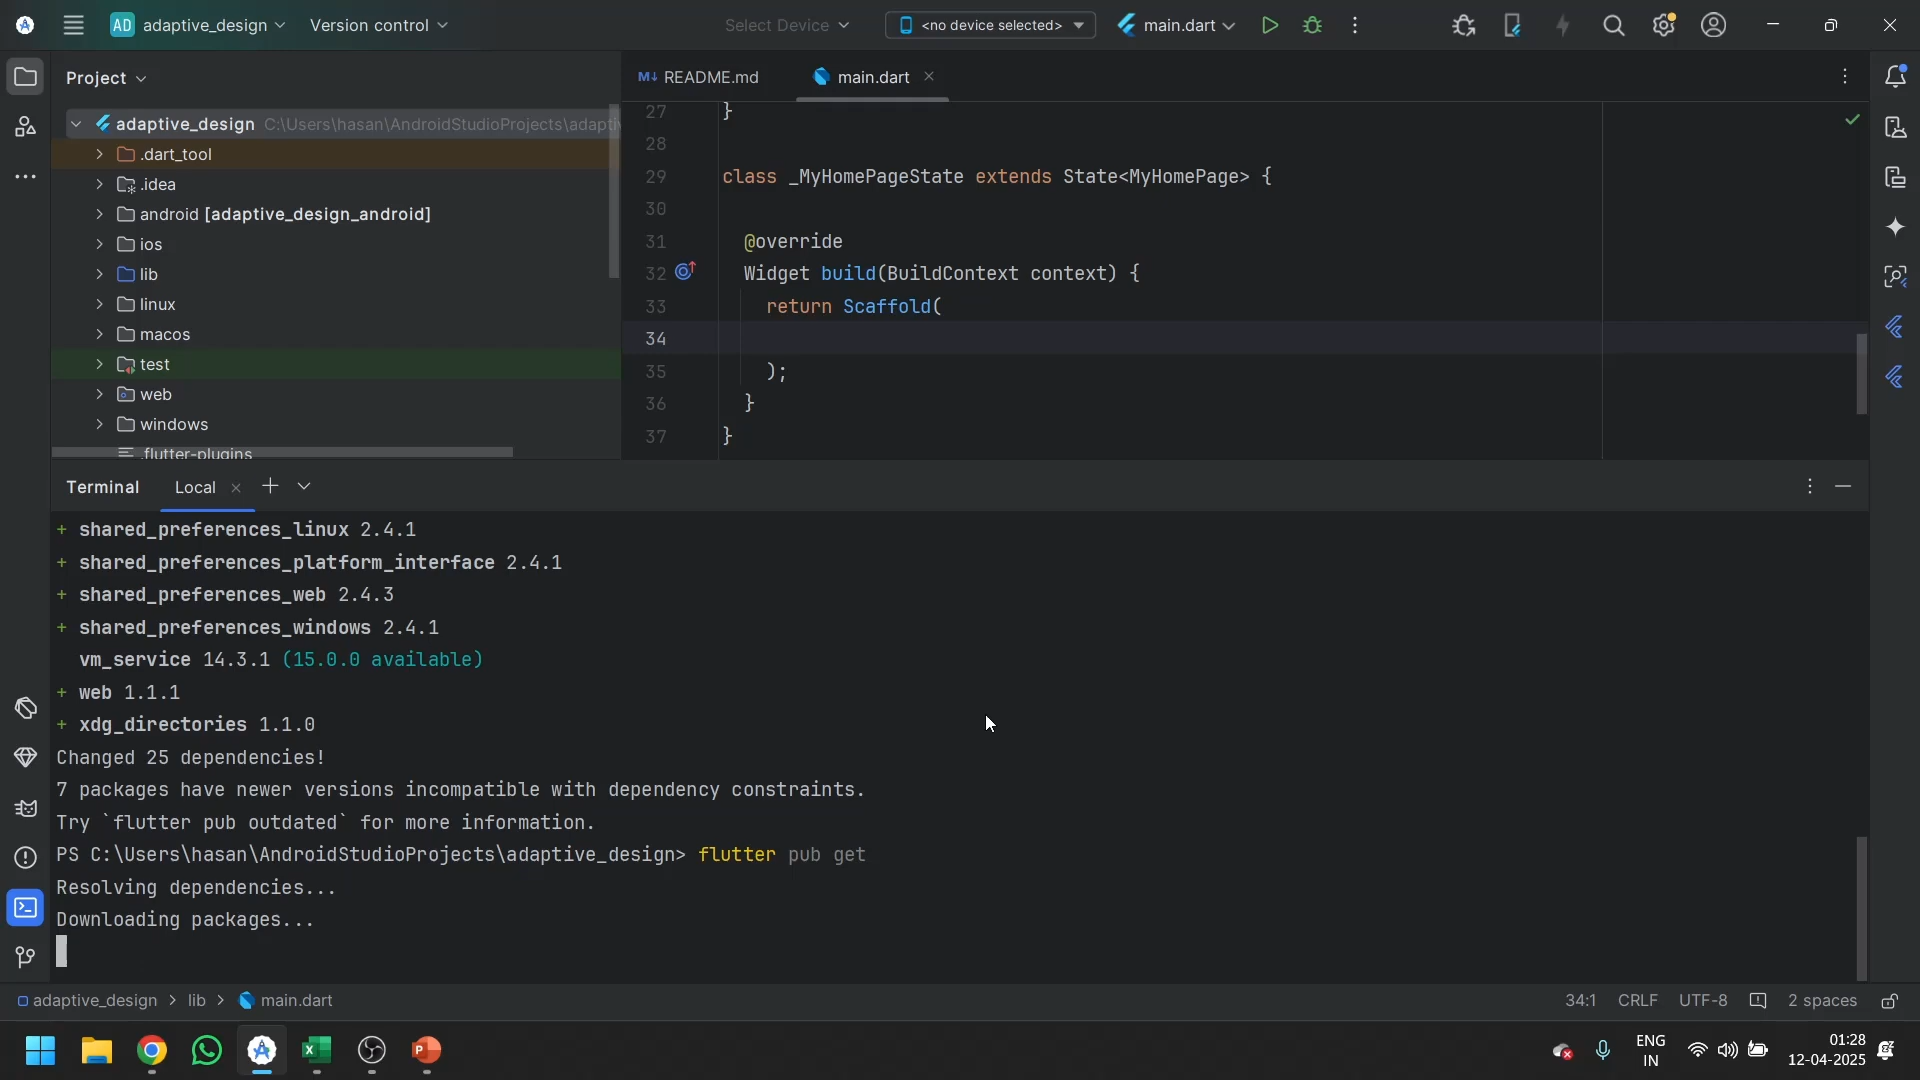 AD adaptive_design
Version control
Select Device
<no device selected>
main.dart
Project
README.md
main.dart
adaptive_design C:\Users\hasan\AndroidStudioProjects\adapti
.dart_tool
.idea
android [adaptive_design_android]
ios
lib
linux
macos
test
web
windows
.flutter-plugins
27 }
28
29 class _MyHomePageState extends State<MyHomePage> {
30
31 @override
32 Widget build(BuildContext context) {
33 return Scaffold(
34
35 );
36 }
37 }
Terminal
Local
+ shared_preferences_linux 2.4.1
+ shared_preferences_platform_interface 2.4.1
+ shared_preferences_web 2.4.3
+ shared_preferences_windows 2.4.1
vm_service 14.3.1 (15.0.0 available)
+ web 1.1.1
+ xdg_directories 1.1.0
Changed 25 dependencies!
7 packages have newer versions incompatible with dependency constraints.
Try `flutter pub outdated` for more information.
PS C:\Users\hasan\AndroidStudioProjects\adaptive_design> flutter pub get
Resolving dependencies...
Downloading packages...
adaptive_design > lib > main.dart
34:1 CRLF UTF-8 2 spaces
ENG
IN
01:28
12-04-2025